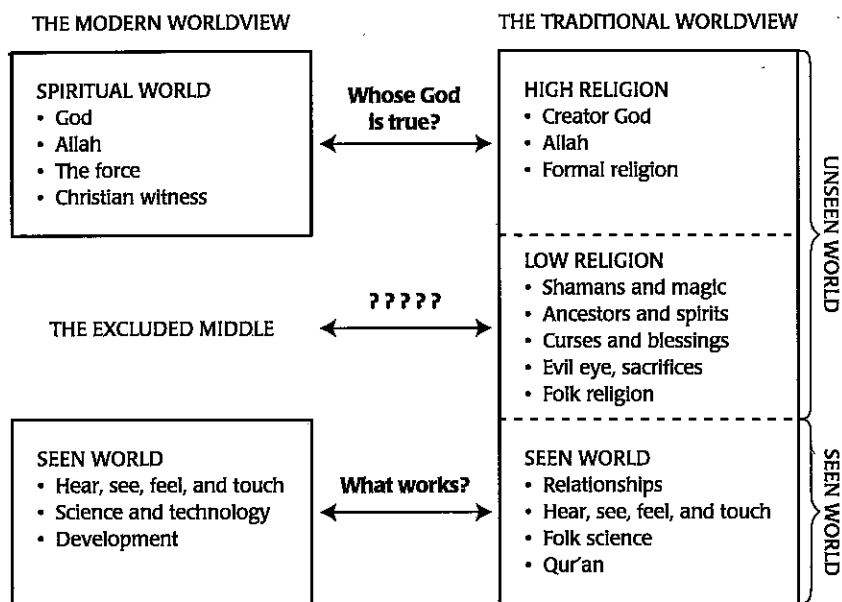 THE MODERN WORLDVIEW
THE TRADITIONAL WORLDVIEW
SPIRITUAL WORLD
• God
• Allah
• The force
• Christian witness
Whose God
is true?
HIGH RELIGION
• Creator God
• Allah
• Formal religion
THE EXCLUDED MIDDLE
?????
LOW RELIGION
• Shamans and magic
• Ancestors and spirits
• Curses and blessings
• Evil eye, sacrifices
• Folk religion
UNSEEN WORLD
SEEN WORLD
• Hear, see, feel, and touch
• Science and technology
• Development
What works?
SEEN WORLD
• Relationships
• Hear, see, feel, and touch
• Folk science
• Qur'an
SEEN WORLD